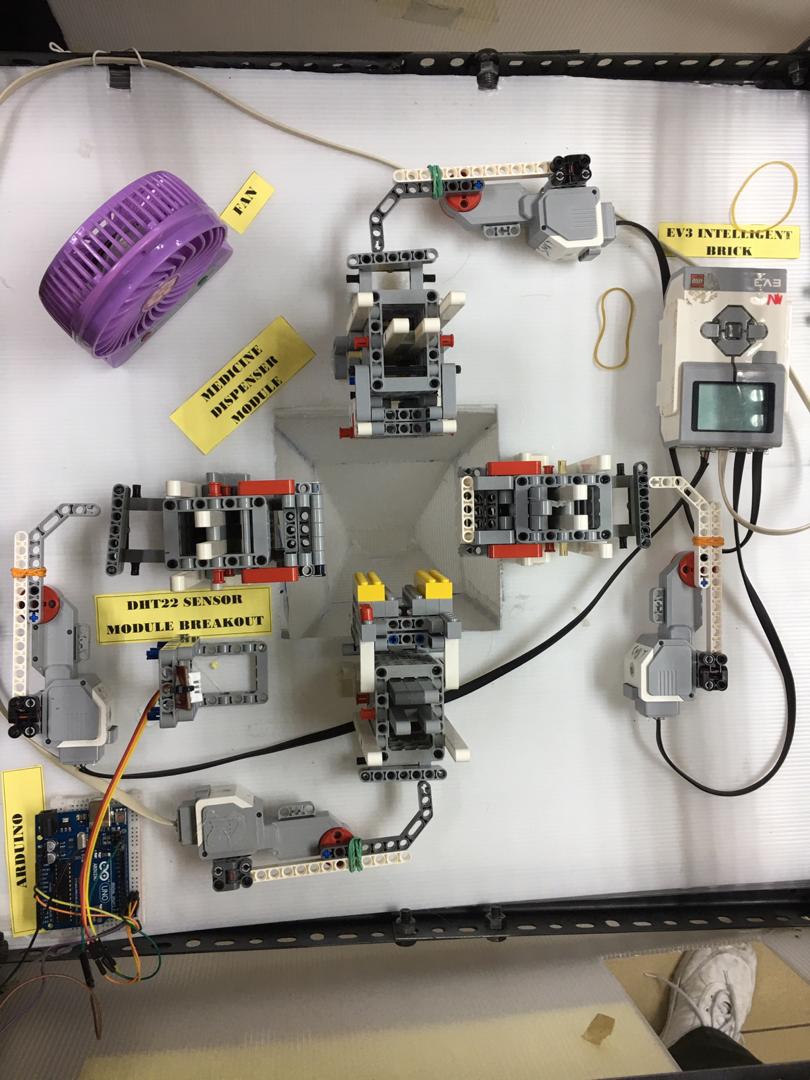 FAN
EV3 INTELLIGENT
BRICK
EV3
MEDICINE
DISPENSER
MODULE
DHT22 SENSOR
MODULE BREAKOUT
ARDUINO
UNO